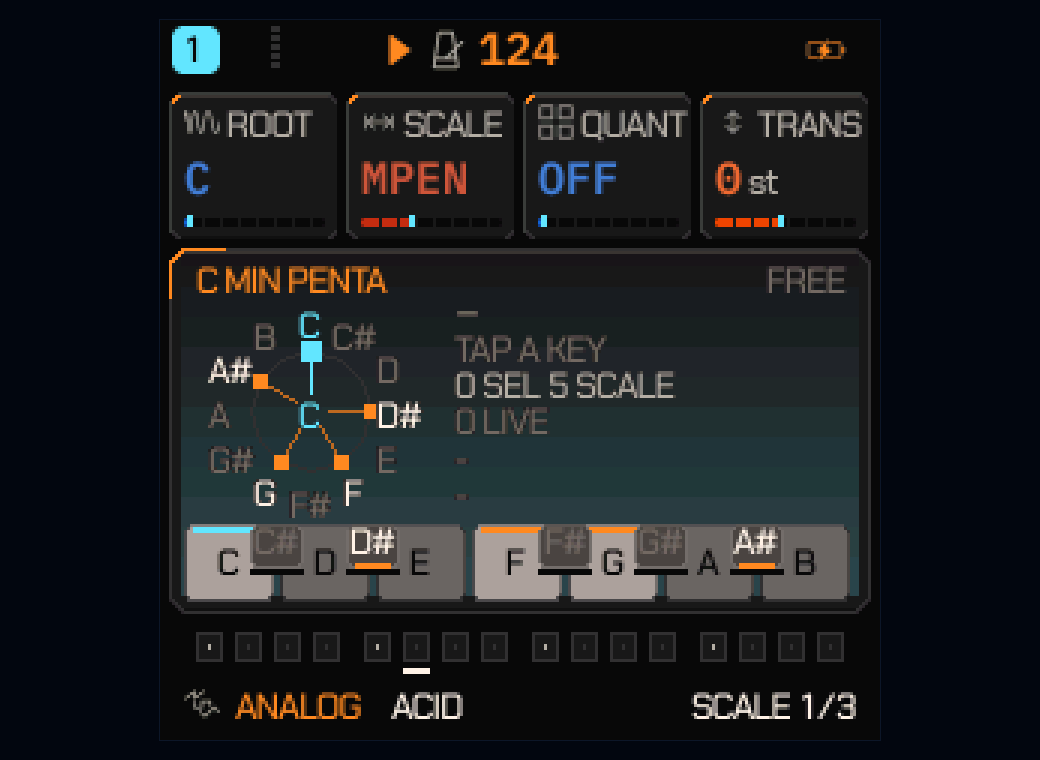 1 124
ROOT SCALE QUANT TRANS
C MPEN OFF 0 st
C MIN PENTA FREE
C
B C#
A# D
A C D#
G# E
G F
F#
–
TAP A KEY
0 SEL 5 SCALE
0 LIVE
-
-
C# D# F# G# A#
C D E F G A B
ANALOG ACID SCALE 1/3